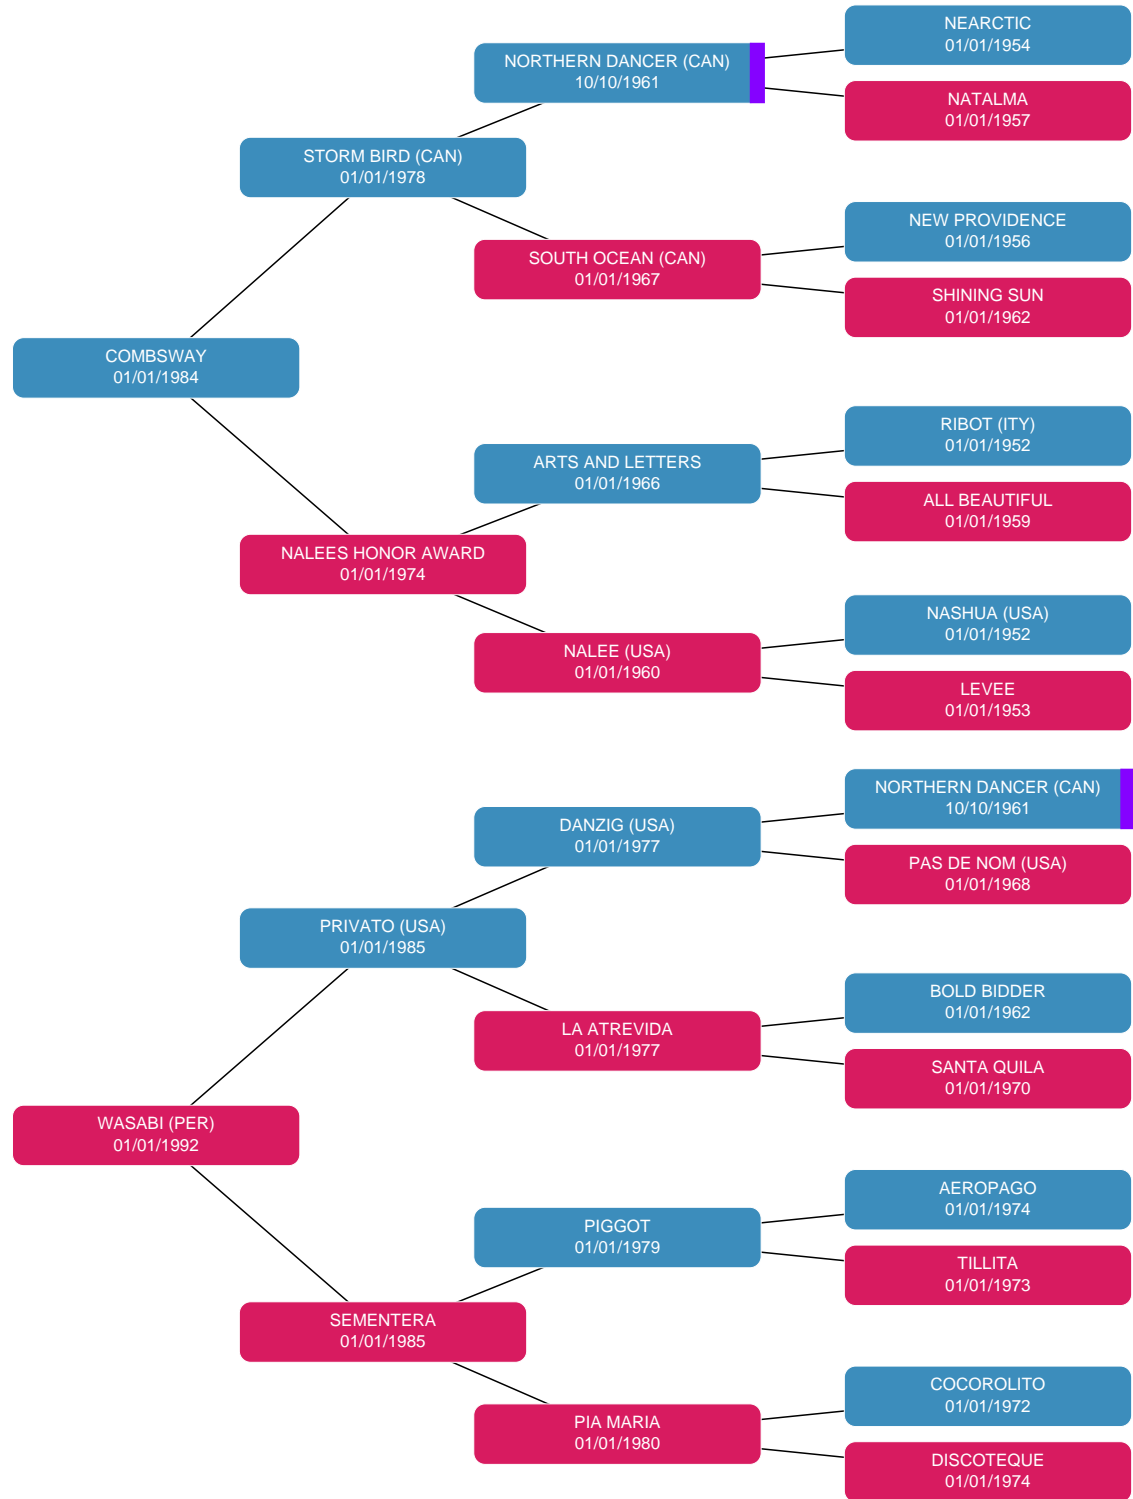 NEARCTIC
01/01/1954
NORTHERN DANCER (CAN)
10/10/1961
NATALMA
01/01/1957
STORM BIRD (CAN)
01/01/1978
NEW PROVIDENCE
01/01/1956
SOUTH OCEAN (CAN)
01/01/1967
SHINING SUN
01/01/1962
COMBSWAY
01/01/1984
RIBOT (ITY)
01/01/1952
ARTS AND LETTERS
01/01/1966
ALL BEAUTIFUL
01/01/1959
NALEES HONOR AWARD
01/01/1974
NASHUA (USA)
01/01/1952
NALEE (USA)
01/01/1960
LEVEE
01/01/1953
NORTHERN DANCER (CAN)
10/10/1961
DANZIG (USA)
01/01/1977
PAS DE NOM (USA)
01/01/1968
PRIVATO (USA)
01/01/1985
BOLD BIDDER
01/01/1962
LA ATREVIDA
01/01/1977
SANTA QUILA
01/01/1970
WASABI (PER)
01/01/1992
AEROPAGO
01/01/1974
PIGGOT
01/01/1979
TILLITA
01/01/1973
SEMENTERA
01/01/1985
COCOROLITO
01/01/1972
PIA MARIA
01/01/1980
DISCOTEQUE
01/01/1974